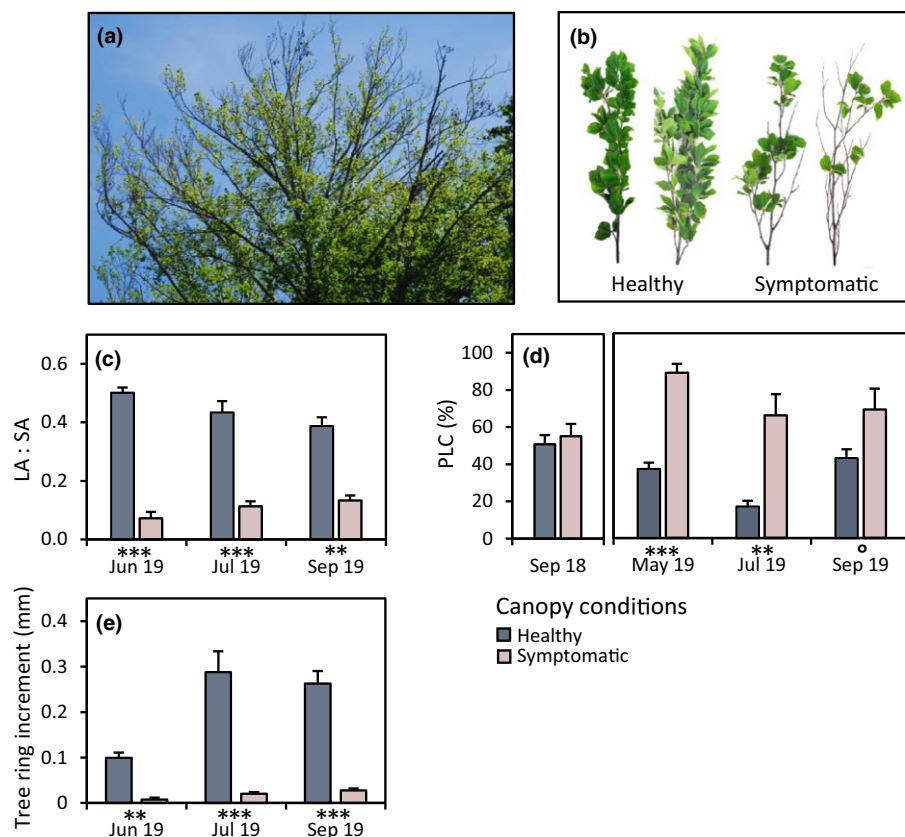 (a)
(b)
Healthy Symptomatic
(c)
LA : SA
0.6
0.4
0.2
0.0
*** *** **
Jun 19 Jul 19 Sep 19
(d)
PLC (%)
100
80
60
40
20
0
*** ** °
Sep 18 May 19 Jul 19 Sep 19
(e)
Tree ring increment (mm)
0.4
0.3
0.2
0.1
0
** *** ***
Jun 19 Jul 19 Sep 19
Canopy conditions
Healthy
Symptomatic